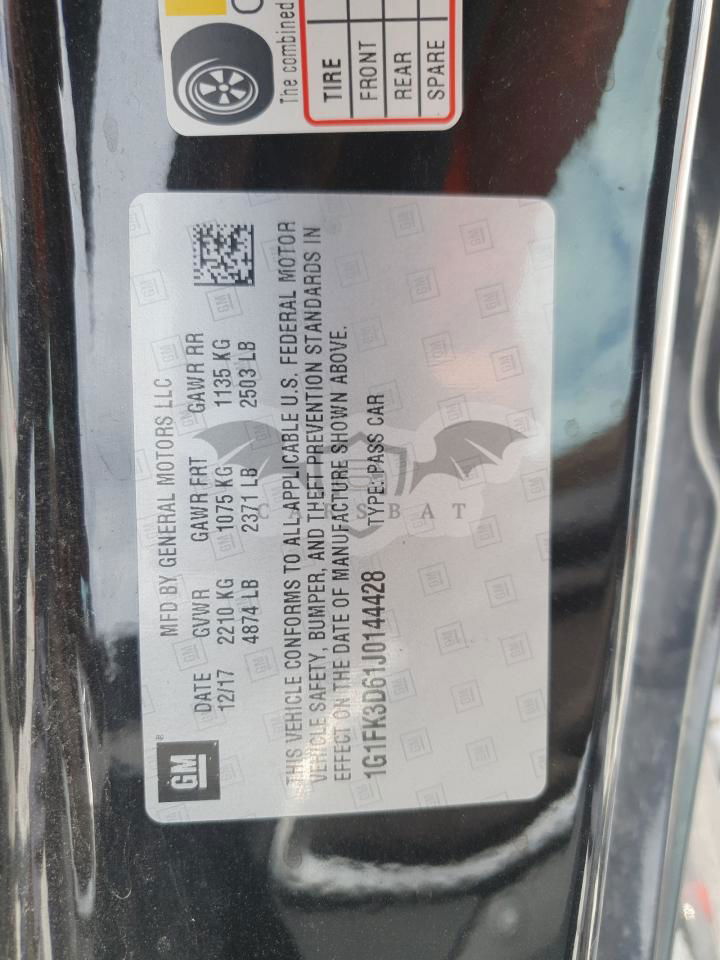 The combined
TIRE
FRONT
REAR
SPARE
GM
MFD BY GENERAL MOTORS LLC
DATE GVWR GAWR FRT GAWR RR
12/17 2210 KG 1075 KG 1135 KG
4874 LB 2371 LB 2503 LB
THIS VEHICLE CONFORMS TO ALL APPLICABLE U.S. FEDERAL MOTOR
VEHICLE SAFETY, BUMPER, AND THEFT PREVENTION STANDARDS IN
EFFECT ON THE DATE OF MANUFACTURE SHOWN ABOVE.
1G1FK3D61J0144428 TYPE: PASS CAR
CARSBAT